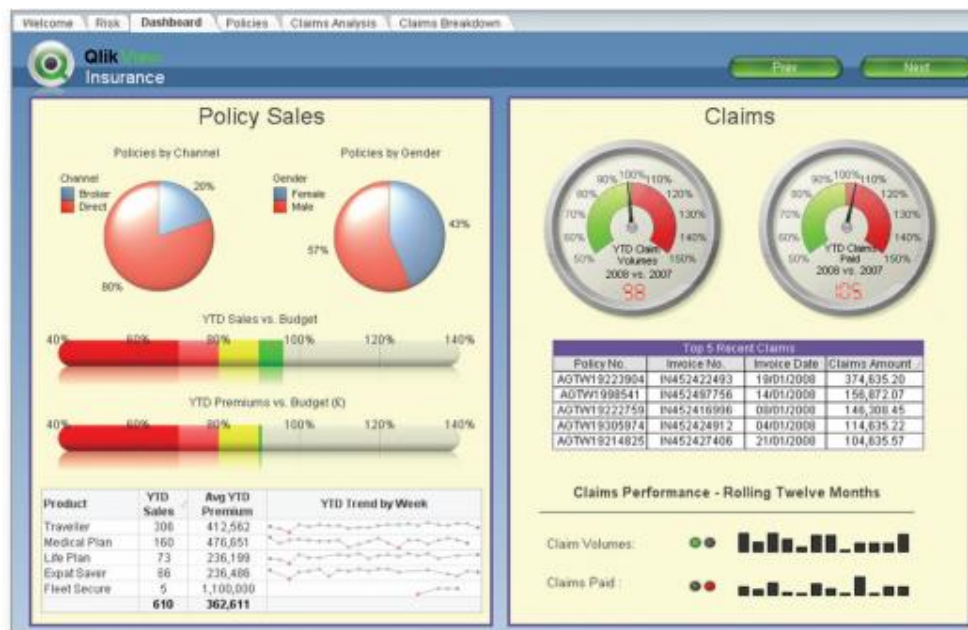 Welcome Risk Dashboard Policies Claims Analysis Claims Breakdown
QlikView
Insurance
Prev Next
Policy Sales
Policies by Channel
Channel
Broker
Direct
20%
80%
Policies by Gender
Gender
Female
Male
43%
57%
YTD Sales vs. Budget
40% 60% 80% 100% 120% 140%
YTD Premiums vs. Budget (£)
40% 60% 80% 100% 120% 140%
Product YTD Sales Avg YTD Premium YTD Trend by Week
Traveller 306 412,562
Medical Plan 160 476,651
Life Plan 73 236,199
Expat Saver 66 236,486
Fleet Secure 5 1,100,000
610 362,611
Claims
50% 60% 70% 80% 90% 100% 110% 120% 130% 140% 150%
YTD Claim
Volumes
2008 vs. 2007
98
50% 60% 70% 80% 90% 100% 110% 120% 130% 140% 150%
YTD Claims
Paid
2008 vs. 2007
105
Top 5 Recent Claims
Policy No. Invoice No. Invoice Date Claims Amount
AGTW19223904 IN452422493 19/01/2008 374,635.20
AGTW1998541 IN452497756 14/01/2008 156,872.07
AGTW19222759 IN452416996 08/01/2008 146,308.45
AGTW19305974 IN452424912 04/01/2008 114,635.22
AGTW19214825 IN452427406 21/01/2008 104,635.57
Claims Performance - Rolling Twelve Months
Claim Volumes:
Claims Paid :